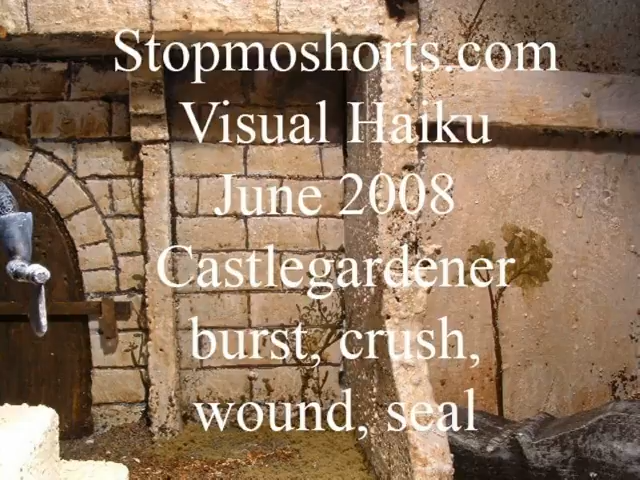 Stopmoshorts.com
Visual Haiku
June 2008
Castlegardener
burst, crush,
wound, seal